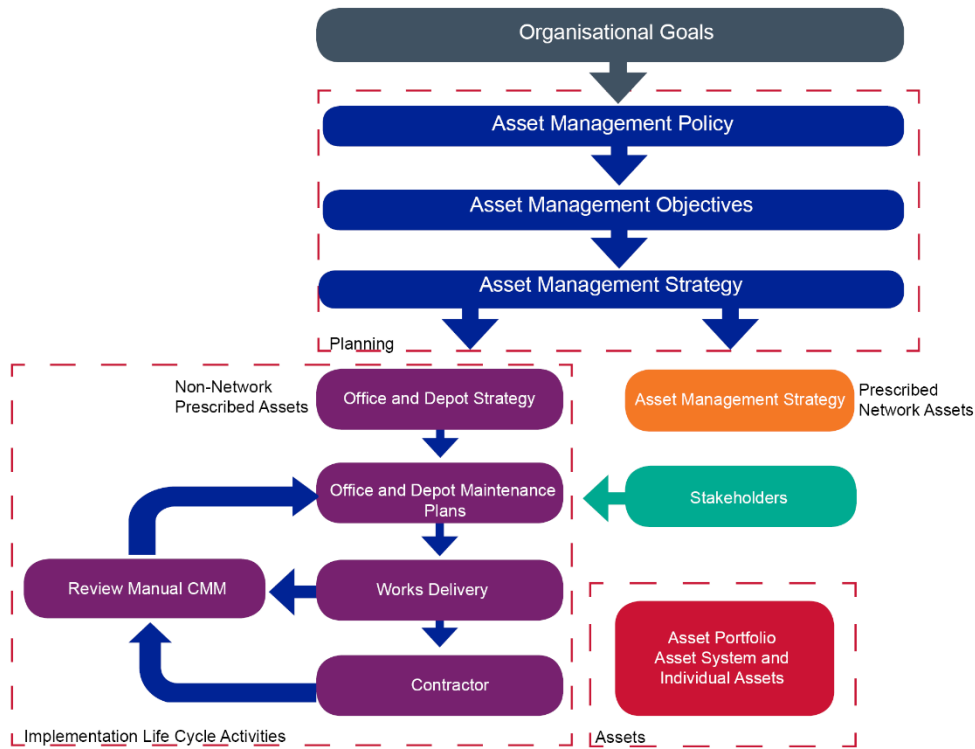 Organisational Goals
Asset Management Policy
Asset Management Objectives
Asset Management Strategy
Planning
Non-Network
Prescribed Assets
Office and Depot Strategy
Asset Management Strategy
Prescribed
Network Assets
Office and Depot Maintenance
Plans
Stakeholders
Review Manual CMM
Works Delivery
Asset Portfolio
Asset System and
Individual Assets
Contractor
Implementation Life Cycle Activities
Assets